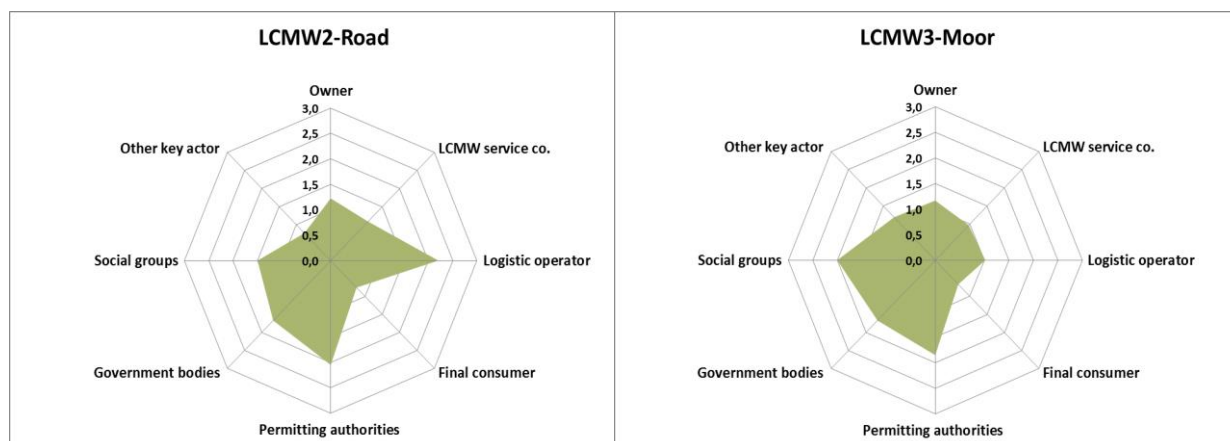 LCMW2-Road
Owner
3,0
2,5
2,0
1,5
1,0
0,5
0,0
Other key actor
LCMW service co.
Social groups
Logistic operator
Government bodies
Final consumer
Permitting authorities
LCMW3-Moor
Owner
3,0
2,5
2,0
1,5
1,0
0,5
0,0
Other key actor
LCMW service co.
Social groups
Logistic operator
Government bodies
Final consumer
Permitting authorities